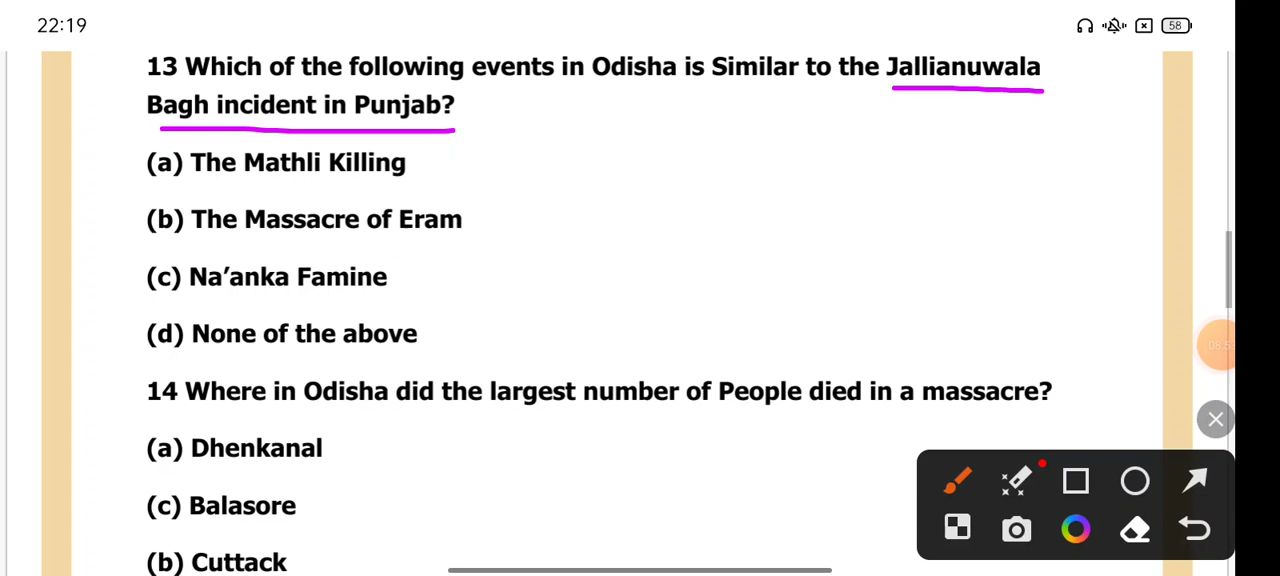 22:19
58
13 Which of the following events in Odisha is Similar to the Jallianuwala
Bagh incident in Punjab?
(a) The Mathli Killing
(b) The Massacre of Eram
(c) Na’anka Famine
(d) None of the above
14 Where in Odisha did the largest number of People died in a massacre?
(a) Dhenkanal
(c) Balasore
(b) Cuttack